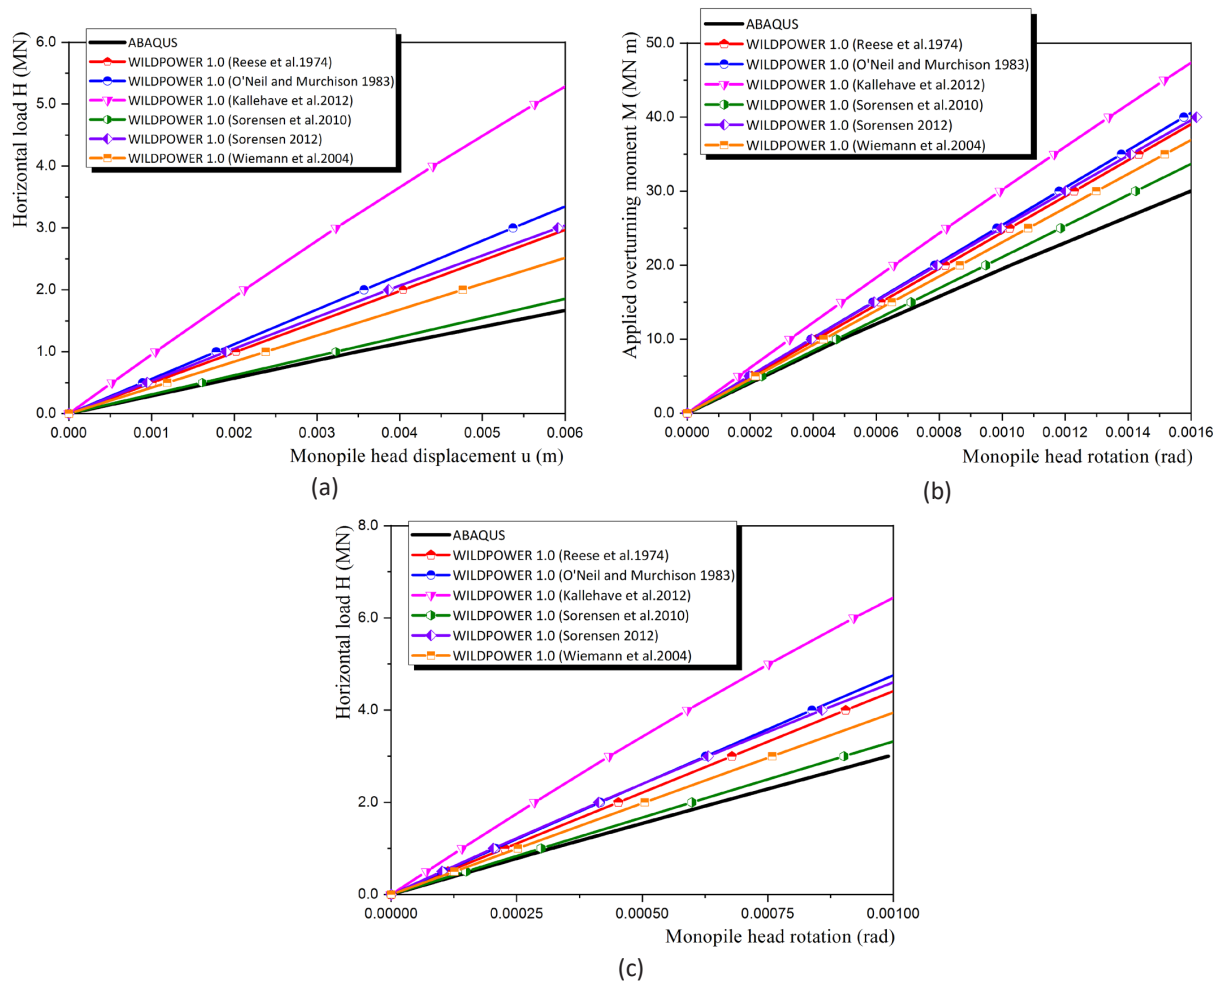 ABAQUS
WILDPOWER 1.0 (Reese et al.1974)
WILDPOWER 1.0 (O'Neil and Murchison 1983)
WILDPOWER 1.0 (Kallehave et al.2012)
WILDPOWER 1.0 (Sorensen et al.2010)
WILDPOWER 1.0 (Sorensen 2012)
WILDPOWER 1.0 (Wiemann et al.2004)
Horizontal load H (MN)
6.0
5.0
4.0
3.0
2.0
1.0
0.0
0.000 0.001 0.002 0.003 0.004 0.005 0.006
Monopile head displacement u (m)
(a)
ABAQUS
WILDPOWER 1.0 (Reese et al.1974)
WILDPOWER 1.0 (O'Neil and Murchison 1983)
WILDPOWER 1.0 (Kallehave et al.2012)
WILDPOWER 1.0 (Sorensen et al.2010)
WILDPOWER 1.0 (Sorensen 2012)
WILDPOWER 1.0 (Wiemann et al.2004)
Applied overturning moment M (MN m)
50.0
40.0
30.0
20.0
10.0
0.0
0.0000 0.0002 0.0004 0.0006 0.0008 0.0010 0.0012 0.0014 0.0016
Monopile head rotation (rad)
(b)
ABAQUS
WILDPOWER 1.0 (Reese et al.1974)
WILDPOWER 1.0 (O'Neil and Murchison 1983)
WILDPOWER 1.0 (Kallehave et al.2012)
WILDPOWER 1.0 (Sorensen et al.2010)
WILDPOWER 1.0 (Sorensen 2012)
WILDPOWER 1.0 (Wiemann et al.2004)
Horizontal load H (MN)
8.0
6.0
4.0
2.0
0.0
0.00000 0.00025 0.00050 0.00075 0.00100
Monopile head rotation (rad)
(c)